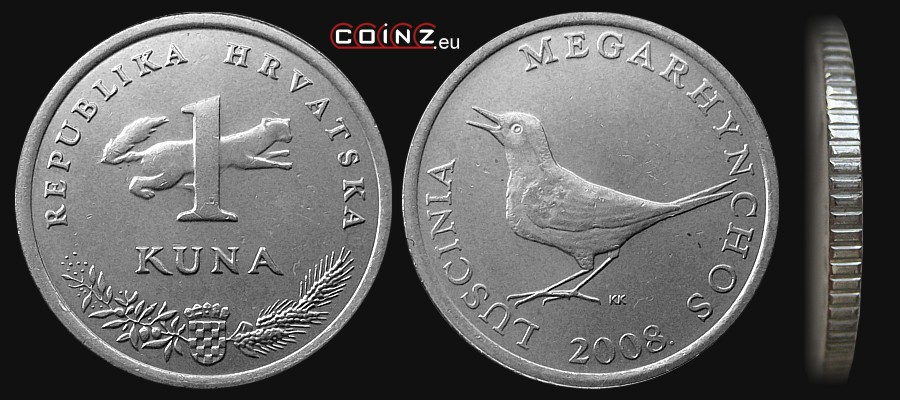 COINZ.eu
REPUBLIKA HRVATSKA
1
KUNA
LUSCINIA MEGARHYNCHOS
KK
2008.